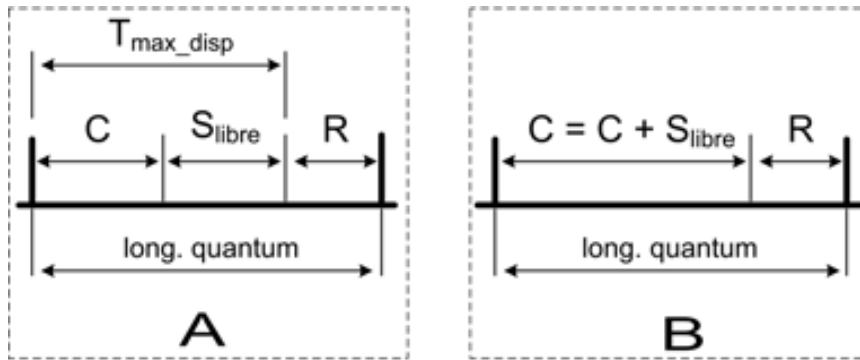 T_max_disp
C S_libre R
long. quantum
A
C = C + S_libre R
long. quantum
B